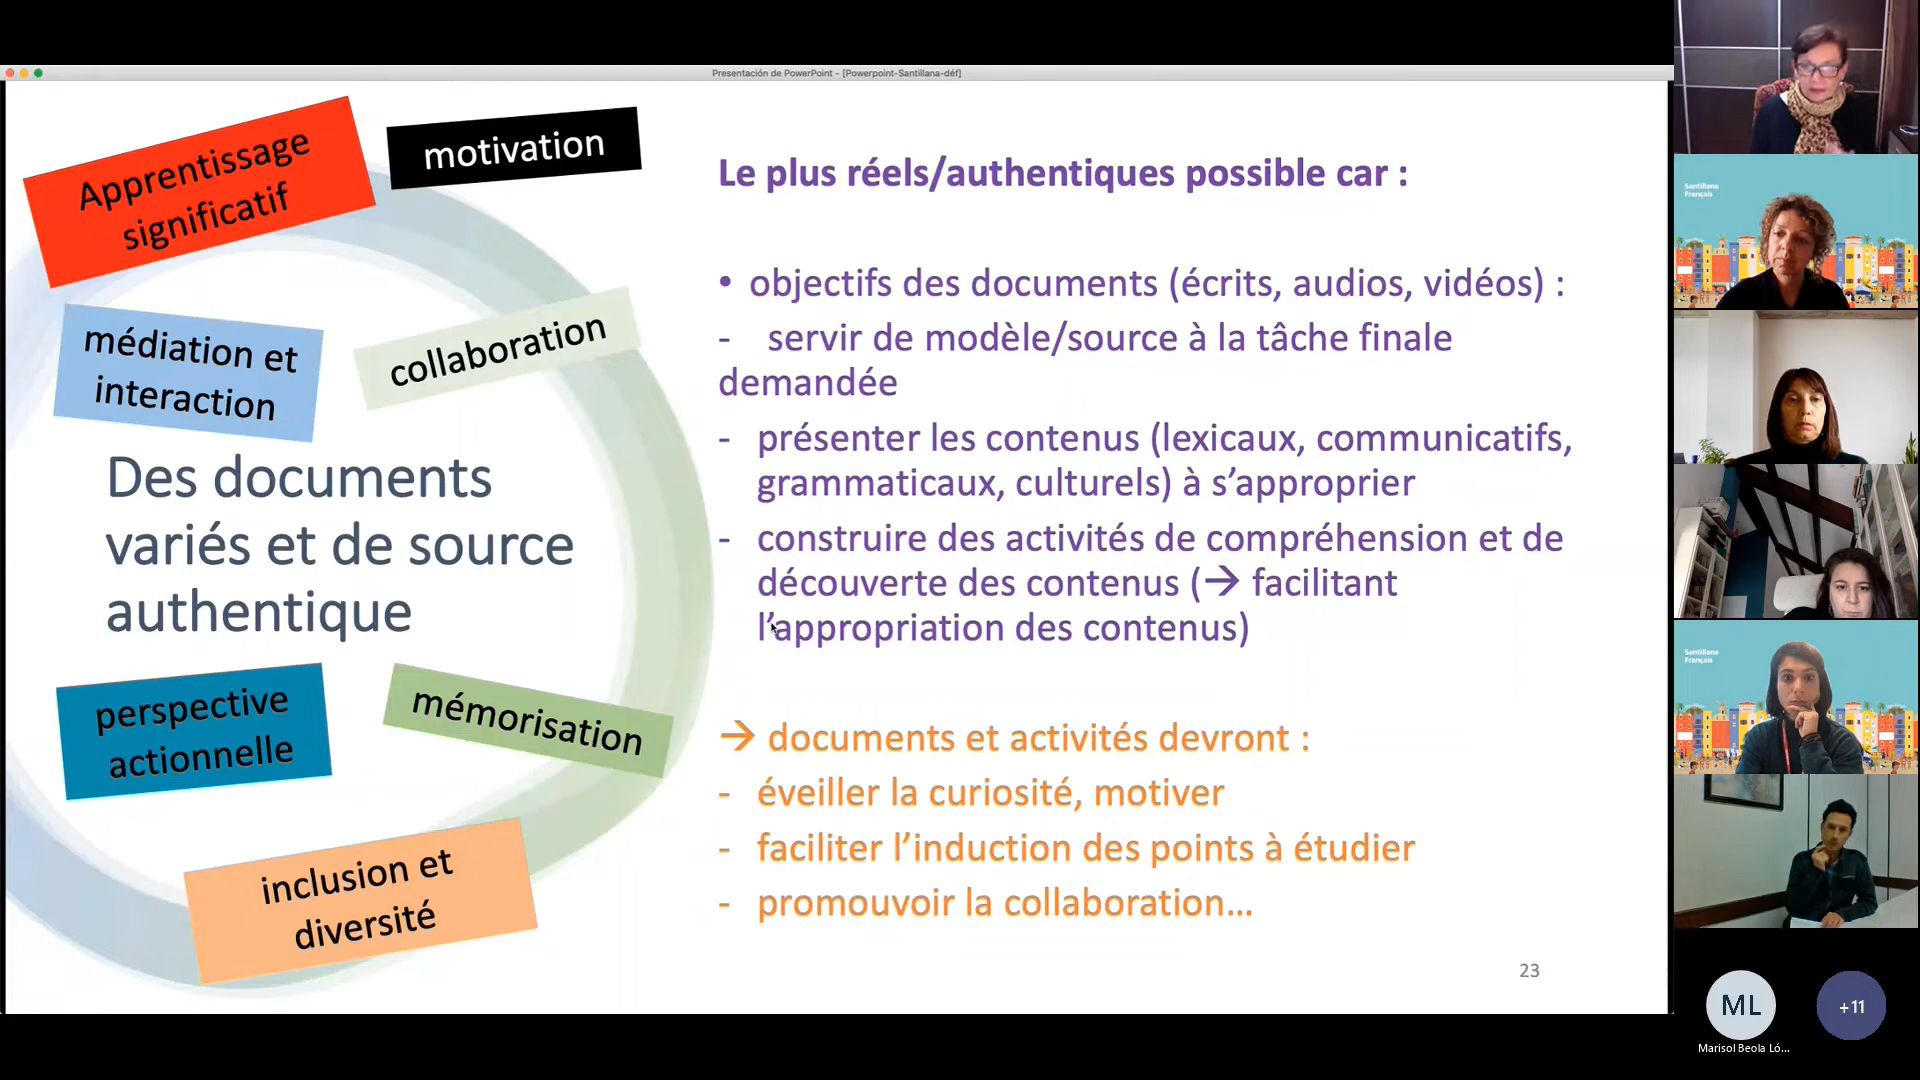 Presentación de PowerPoint - [Powerpoint-Santillana-déf]
Apprentissage
significatif
motivation
médiation et
interaction
collaboration
Des documents
variés et de source
authentique
perspective
actionnelle
mémorisation
inclusion et
diversité
Le plus réels/authentiques possible car :
• objectifs des documents (écrits, audios, vidéos) :
- servir de modèle/source à la tâche finale
demandée
- présenter les contenus (lexicaux, communicatifs,
grammaticaux, culturels) à s’approprier
- construire des activités de compréhension et de
découverte des contenus (→ facilitant
l’appropriation des contenus)
→ documents et activités devront :
- éveiller la curiosité, motiver
- faciliter l’induction des points à étudier
- promouvoir la collaboration…
23
Santillana
Français
Santillana
Français
ML
+11
Marisol Beola Ló...